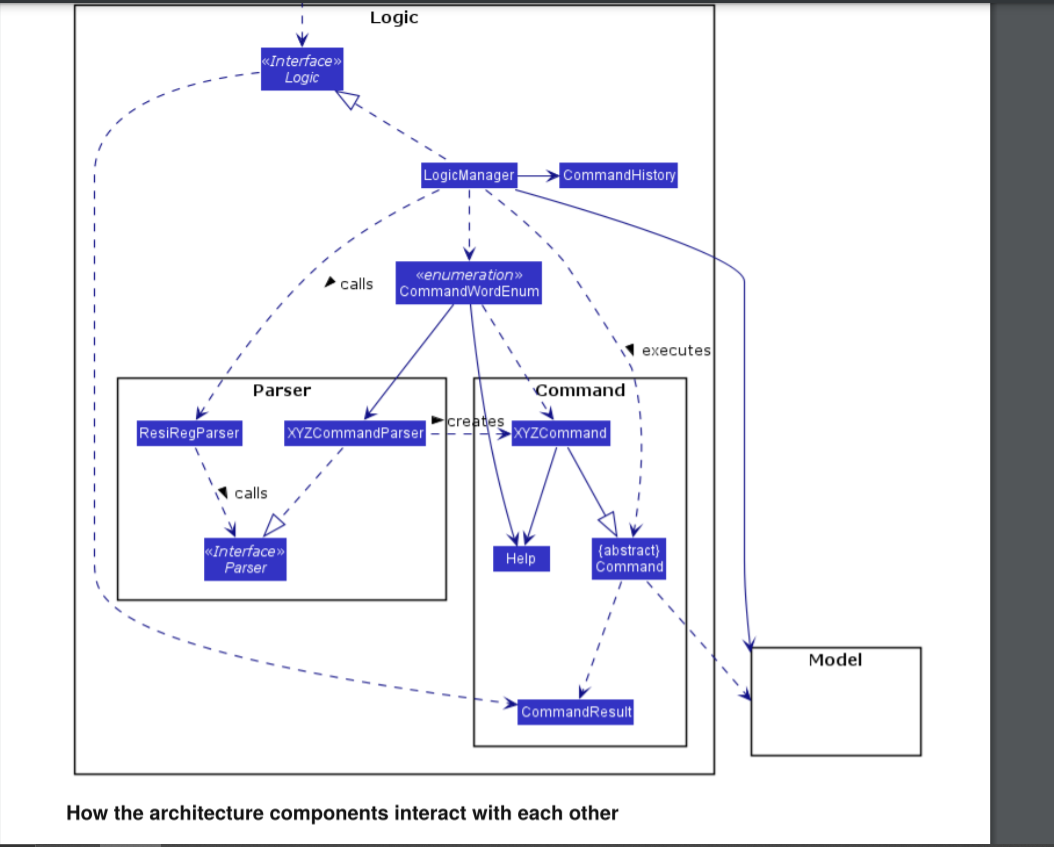 Logic
«Interface»
Logic
LogicManager
CommandHistory
«enumeration»
CommandWordEnum
calls
executes
Parser
Command
ResiRegParser
XYZCommandParser
creates
XYZCommand
calls
«Interface»
Parser
Help
{abstract}
Command
Model
CommandResult
How the architecture components interact with each other